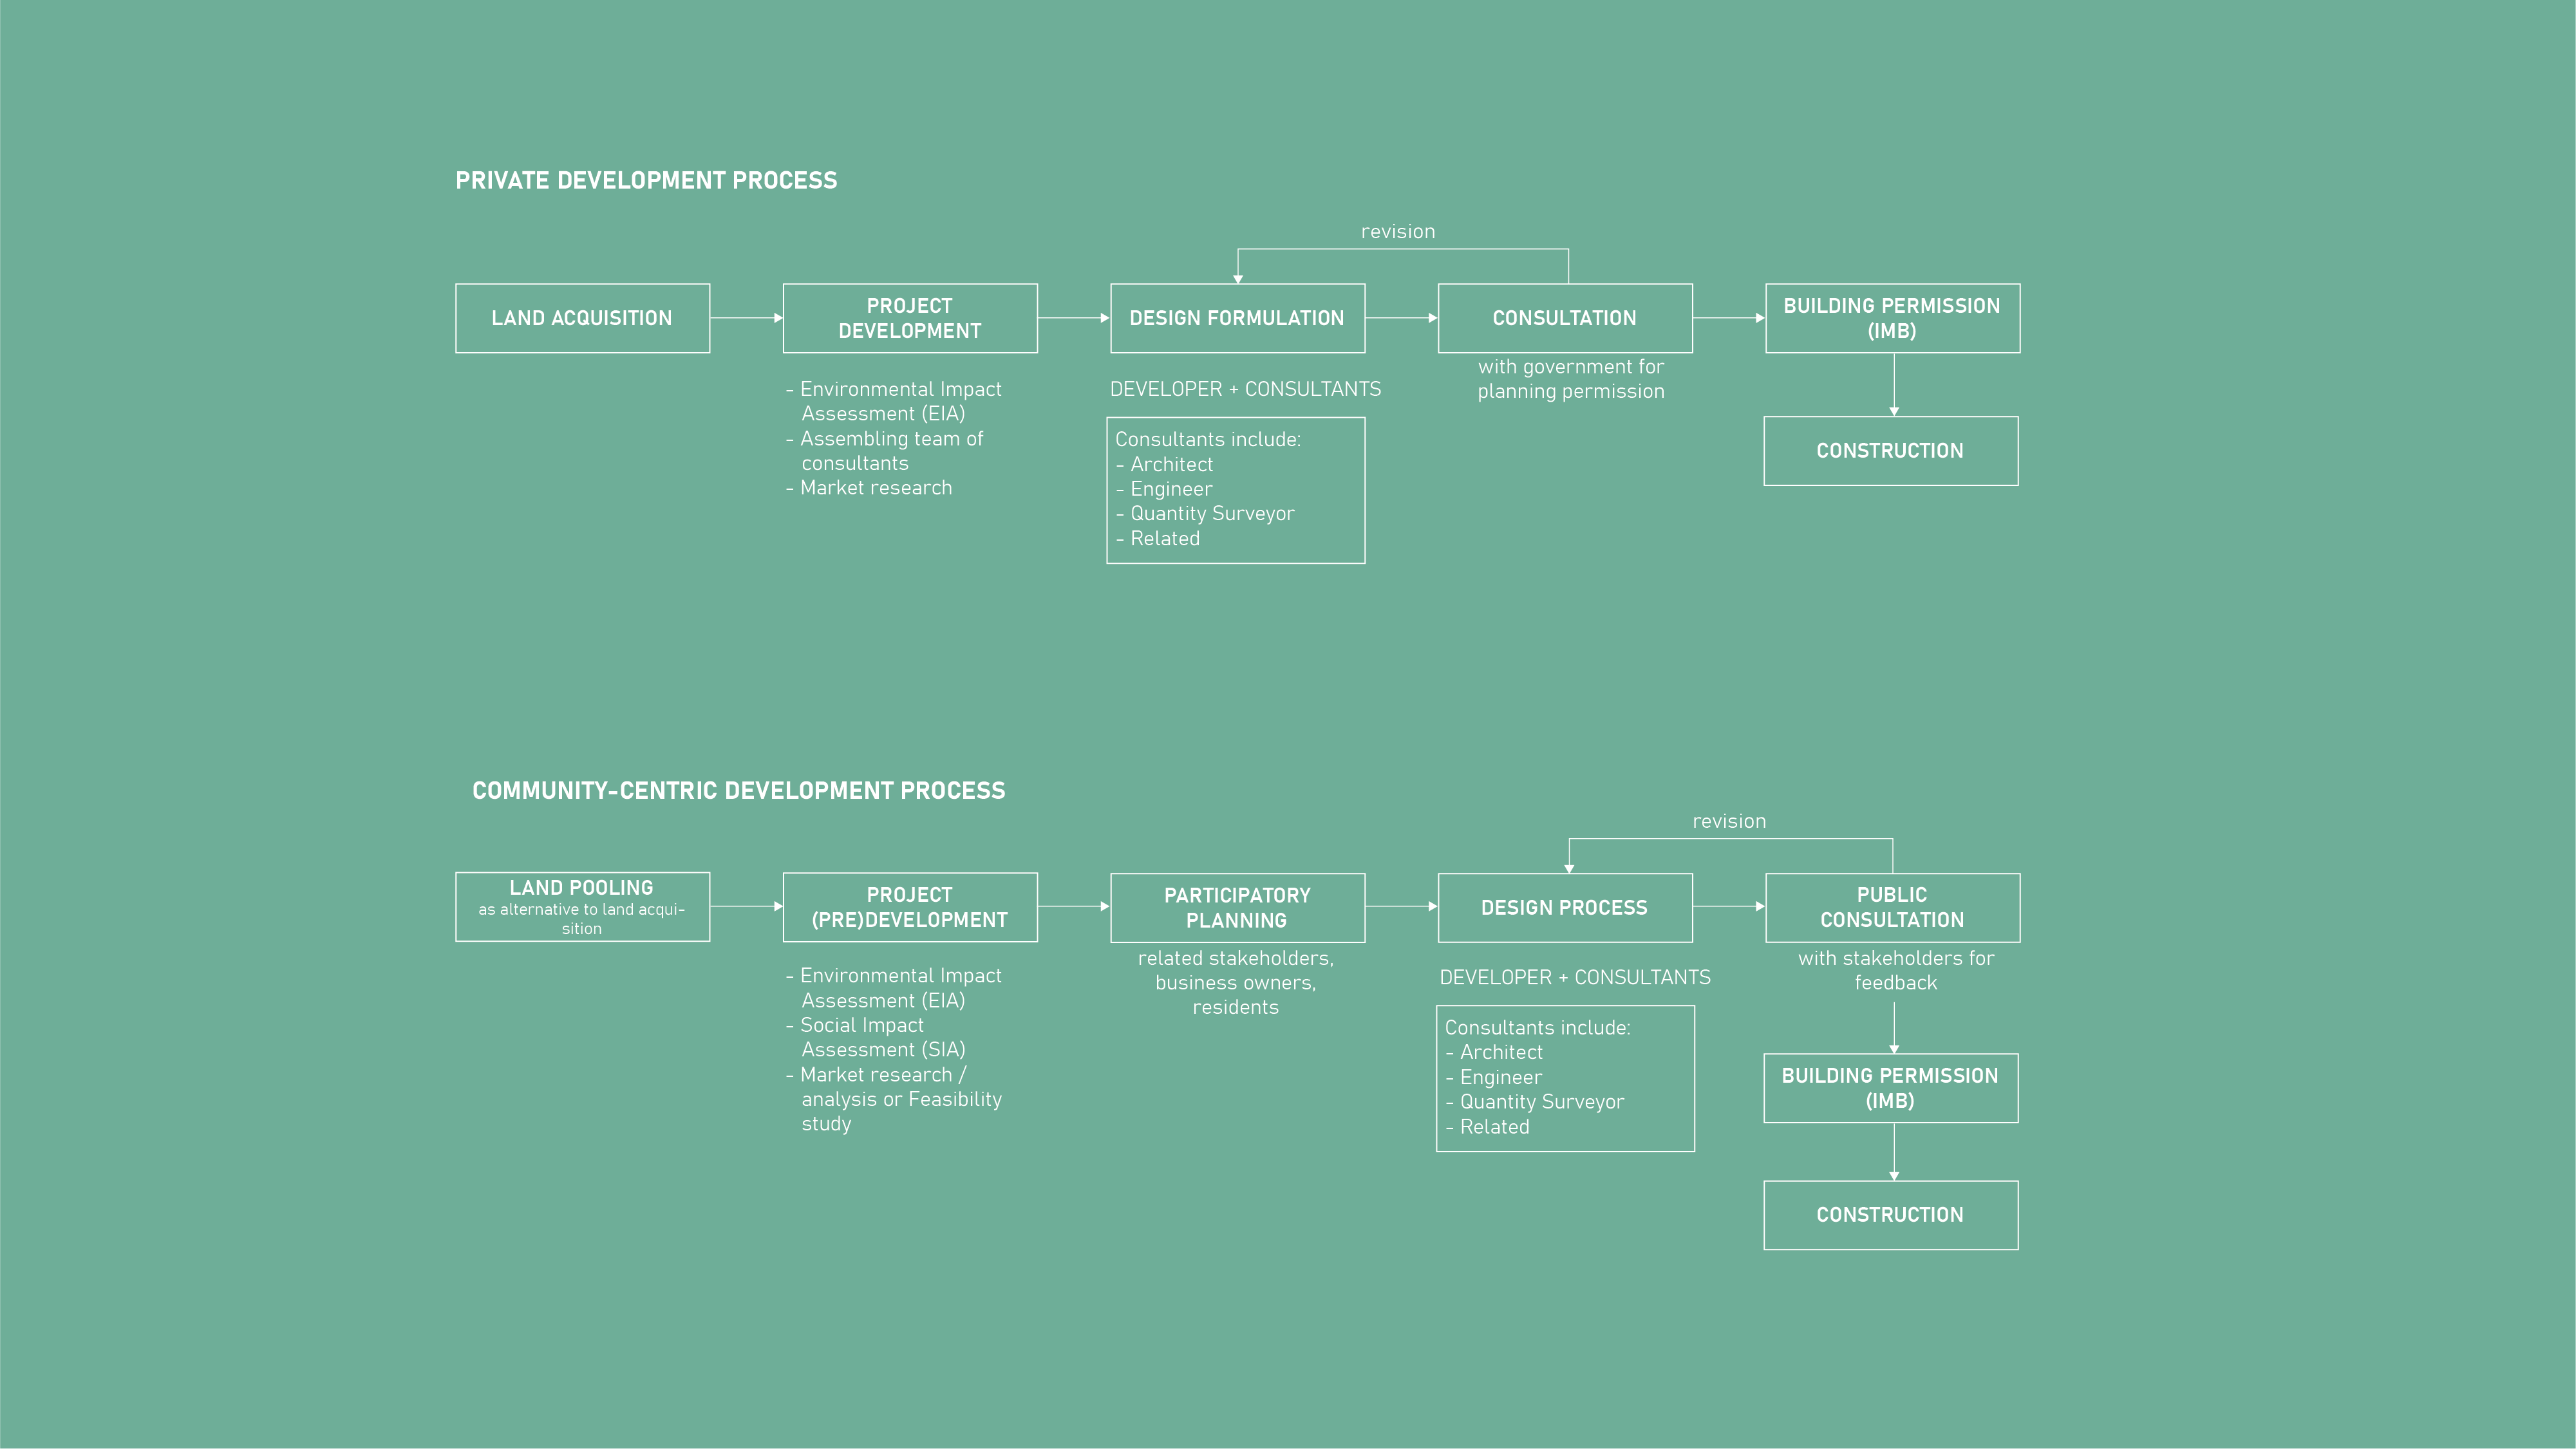 PRIVATE DEVELOPMENT PROCESS
revision
LAND ACQUISITION
PROJECT
DEVELOPMENT
- Environmental Impact
Assessment (EIA)
- Assembling team of
consultants
- Market research
DESIGN FORMULATION
DEVELOPER + CONSULTANTS
Consultants include:
- Architect
- Engineer
- Quantity Surveyor
- Related
CONSULTATION
with government for
planning permission
BUILDING PERMISSION
(IMB)
CONSTRUCTION
COMMUNITY-CENTRIC DEVELOPMENT PROCESS
revision
LAND POOLING
as alternative to land acqui-
sition
PROJECT
(PRE)DEVELOPMENT
- Environmental Impact
Assessment (EIA)
- Social Impact
Assessment (SIA)
- Market research /
analysis or Feasibility
study
PARTICIPATORY
PLANNING
related stakeholders,
business owners,
residents
DESIGN PROCESS
DEVELOPER + CONSULTANTS
Consultants include:
- Architect
- Engineer
- Quantity Surveyor
- Related
PUBLIC
CONSULTATION
with stakeholders for
feedback
BUILDING PERMISSION
(IMB)
CONSTRUCTION